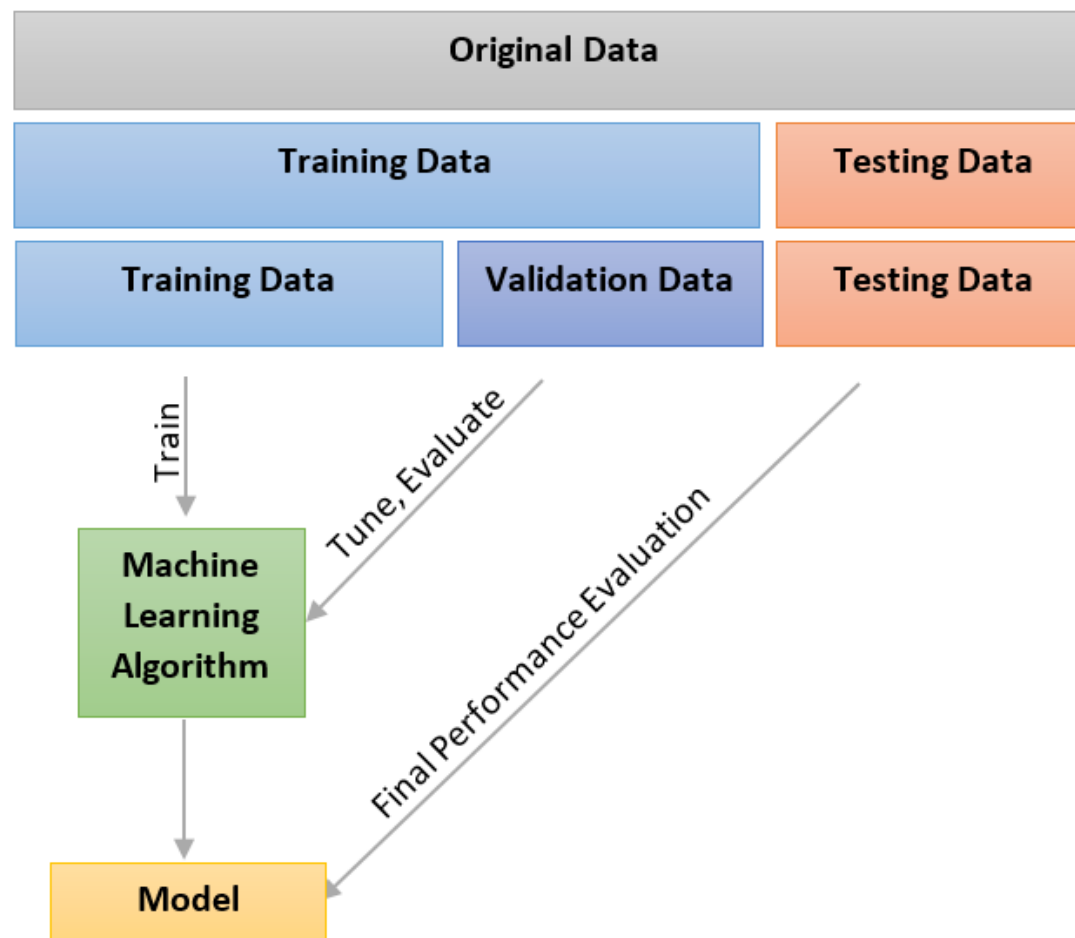 Original Data
Training Data
Testing Data
Training Data
Validation Data
Testing Data
Train
Tune, Evaluate
Final Performance Evaluation
Machine
Learning
Algorithm
Model